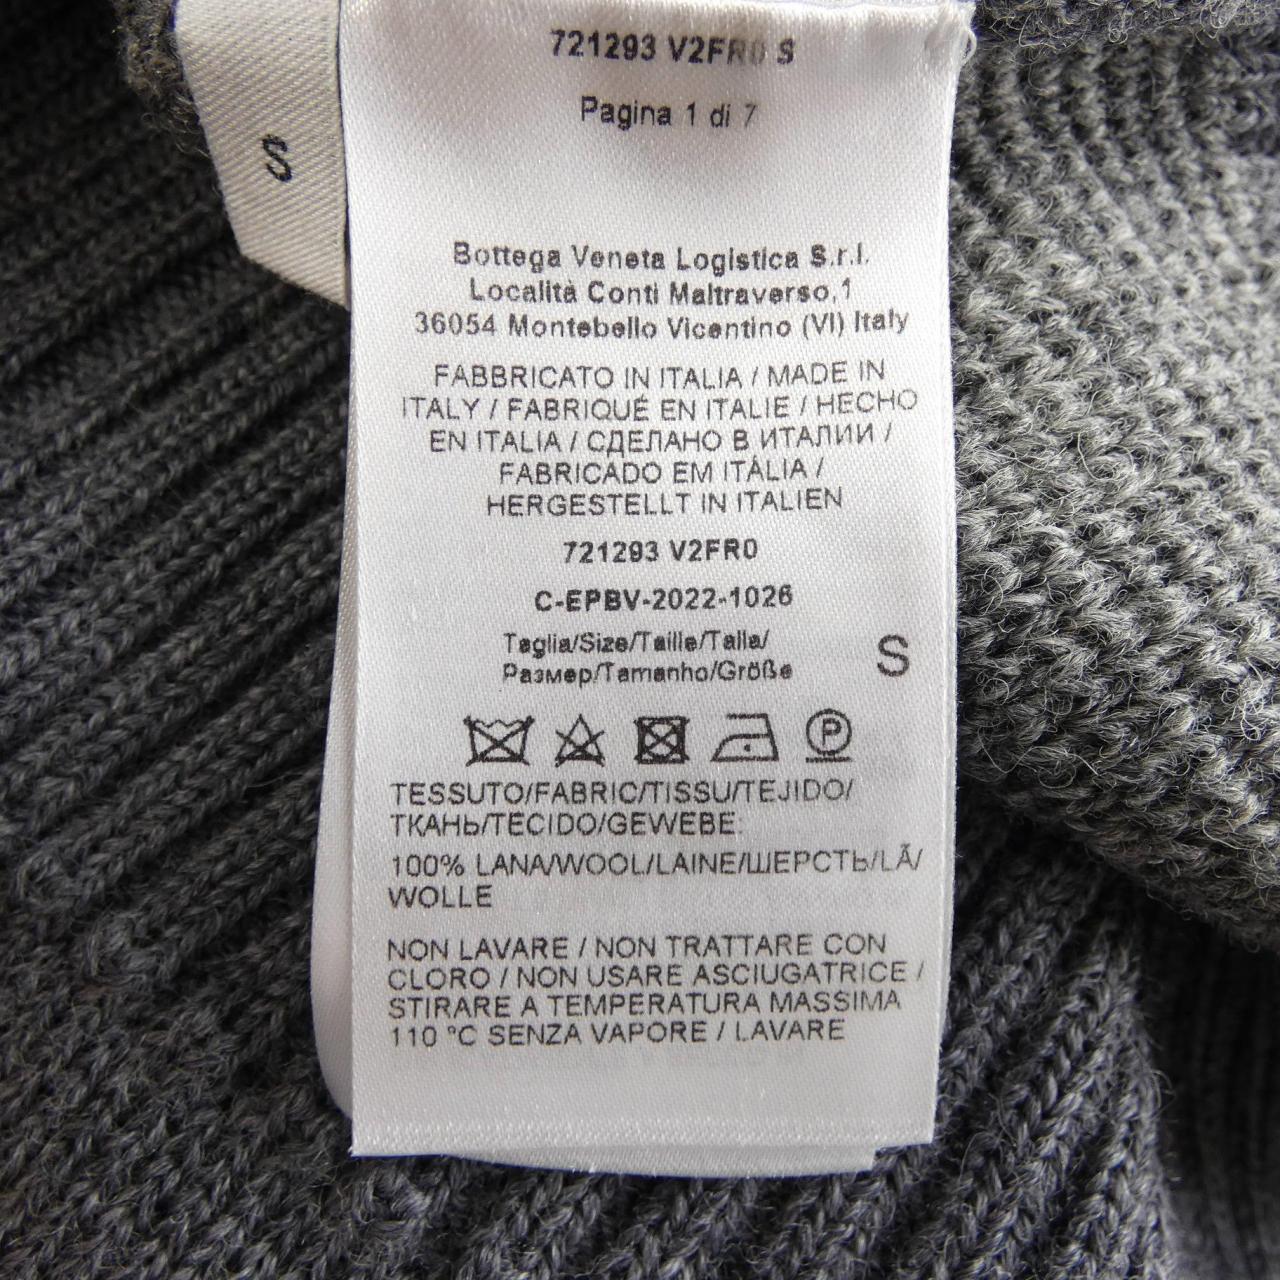 721293 V2FR0 S
Pagina 1 di 7
S
Bottega Veneta Logistica S.r.l.
Località Conti Maltraverso,1
36054 Montebello Vicentino (VI) Italy
FABBRICATO IN ITALIA / MADE IN
ITALY / FABRIQUÉ EN ITALIE / HECHO
EN ITALIA / СДЕЛАНО В ИТАЛИИ /
FABRICADO EM ITÀLIA /
HERGESTELLT IN ITALIEN
721293 V2FR0
C-EPBV-2022-1026
Taglia/Size/Taille/Talla/
Размер/Tamanho/Größe
S
P
TESSUTO/FABRIC/TISSU/TEJIDO/
ТКАНЬ/TECIDO/GEWEBE:
100% LANA/WOOL/LAINE/ШЕРСТЬ/LÃ/
WOLLE
NON LAVARE / NON TRATTARE CON
CLORO / NON USARE ASCIUGATRICE /
STIRARE A TEMPERATURA MASSIMA
110 °C SENZA VAPORE / LAVARE